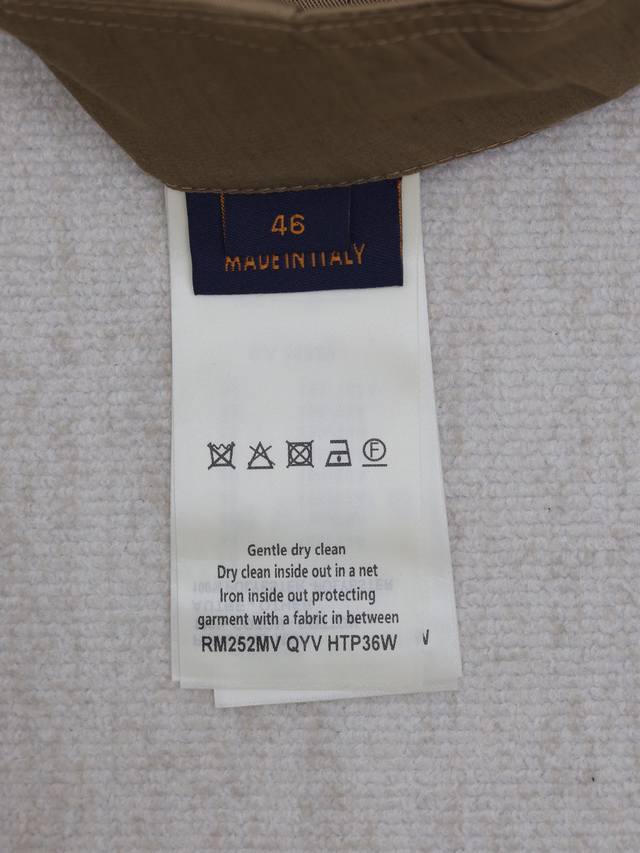 46
MADE IN ITALY
F
Gentle dry clean
Dry clean inside out in a net
Iron inside out protecting
garment with a fabric in between
RM252MV QYV HTP36W